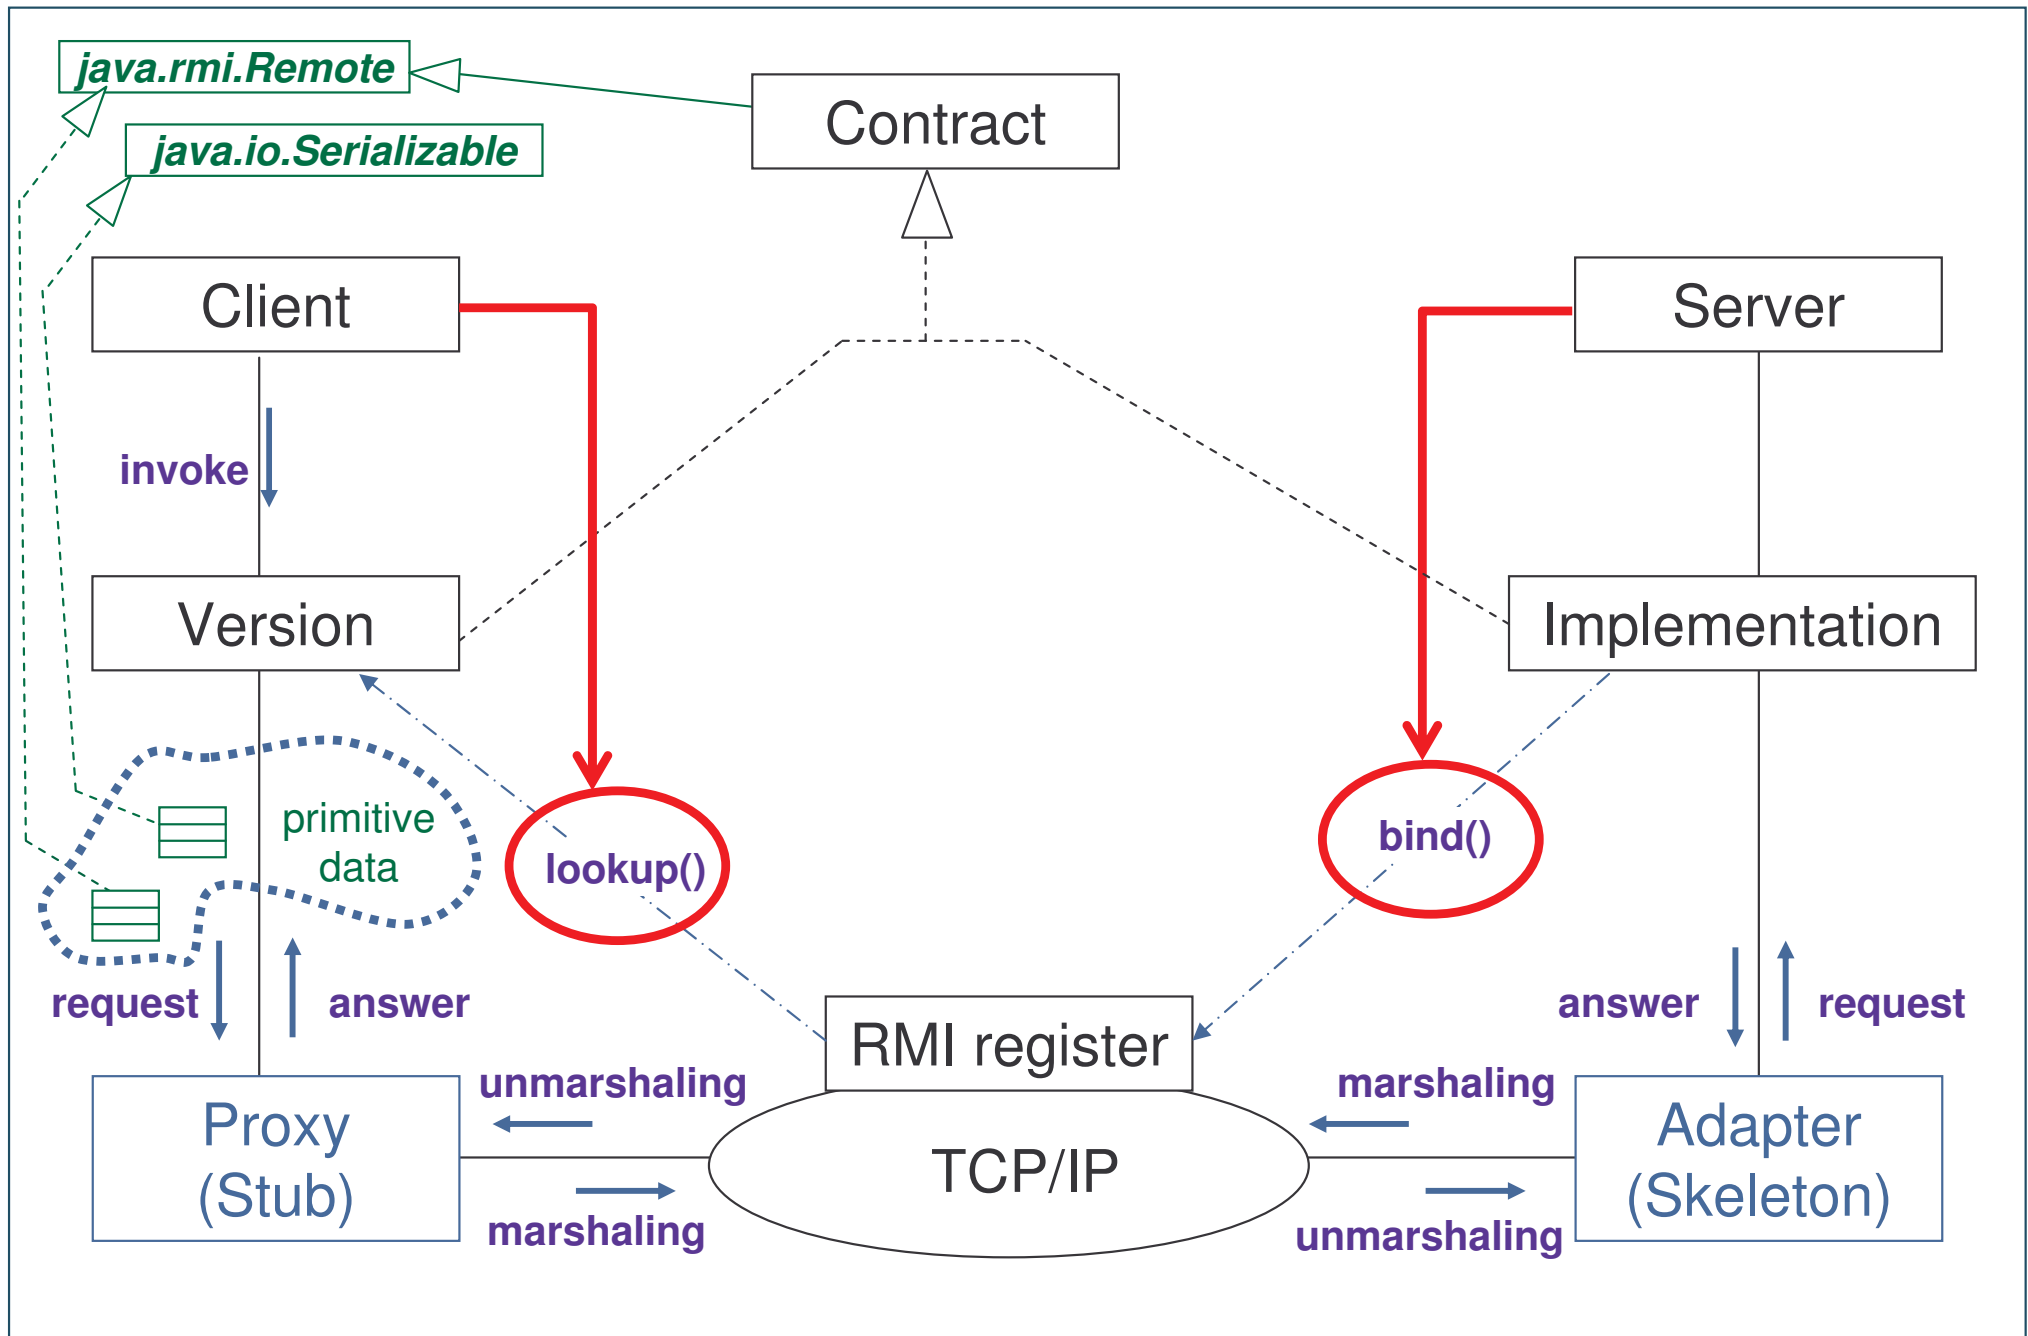 java.rmi.Remote
Contract
java.io.Serializable
Client
Server
invoke
Version
Implementation
primitive
data
lookup()
bind()
request
answer
answer
request
RMI register
unmarshaling
marshaling
Proxy
(Stub)
TCP/IP
Adapter
(Skeleton)
marshaling
unmarshaling